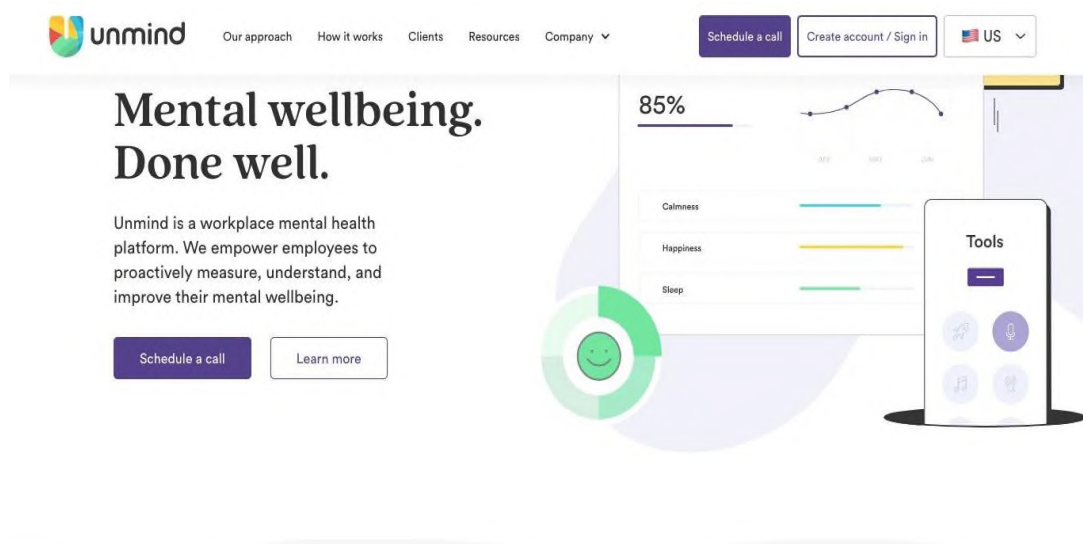 unmind
Our approach
How it works
Clients
Resources
Company
Schedule a call
Create account / Sign in
US
Mental wellbeing.
Done well.
Unmind is a workplace mental health
platform. We empower employees to
proactively measure, understand, and
improve their mental wellbeing.
Schedule a call
Learn more
85%
Calmness
Happiness
Sleep
Tools